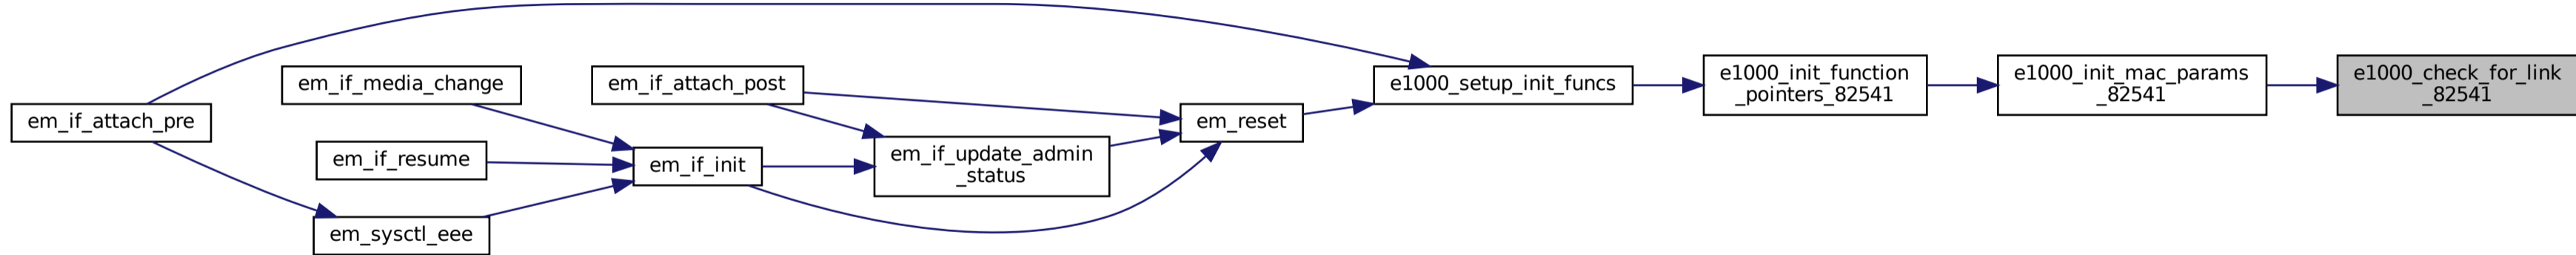 em_if_attach_pre
em_if_media_change
em_if_resume
em_sysctl_eee
em_if_attach_post
em_if_init
em_if_update_admin
_status
em_reset
e1000_setup_init_funcs
e1000_init_function
_pointers_82541
e1000_init_mac_params
_82541
e1000_check_for_link
_82541